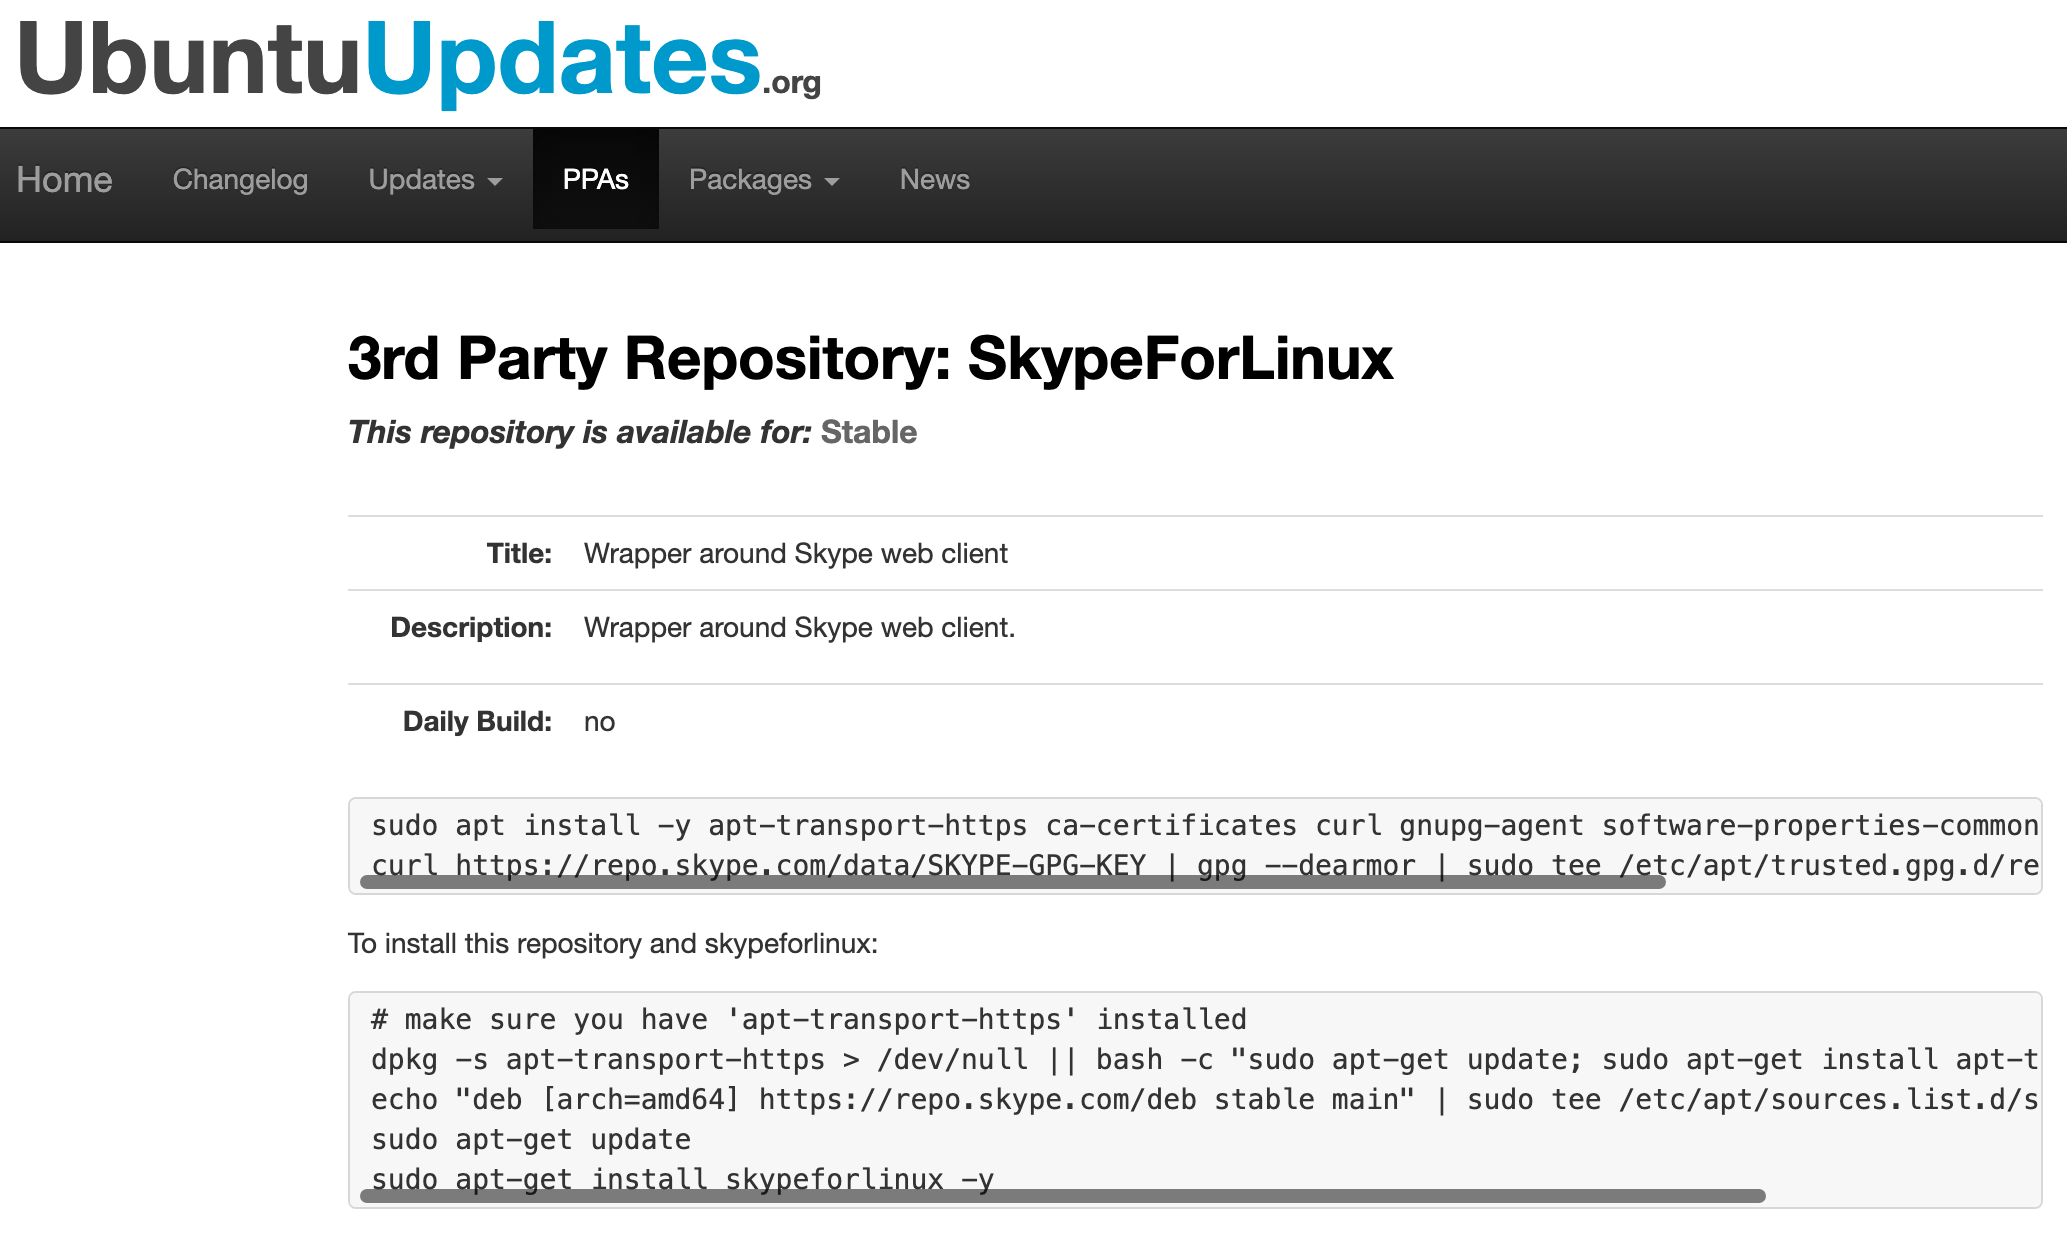 UbuntuUpdates.org
Home Changelog Updates PPAs Packages News
3rd Party Repository: SkypeForLinux
This repository is available for: Stable
Title: Wrapper around Skype web client
Description: Wrapper around Skype web client.
Daily Build: no
sudo apt install -y apt-transport-https ca-certificates curl gnupg-agent software-properties-common
curl https://repo.skype.com/data/SKYPE-GPG-KEY | gpg --dearmor | sudo tee /etc/apt/trusted.gpg.d/re
To install this repository and skypeforlinux:
# make sure you have 'apt-transport-https' installed
dpkg -s apt-transport-https > /dev/null || bash -c "sudo apt-get update; sudo apt-get install apt-t
echo "deb [arch=amd64] https://repo.skype.com/deb stable main" | sudo tee /etc/apt/sources.list.d/s
sudo apt-get update
sudo apt-get install skypeforlinux -y